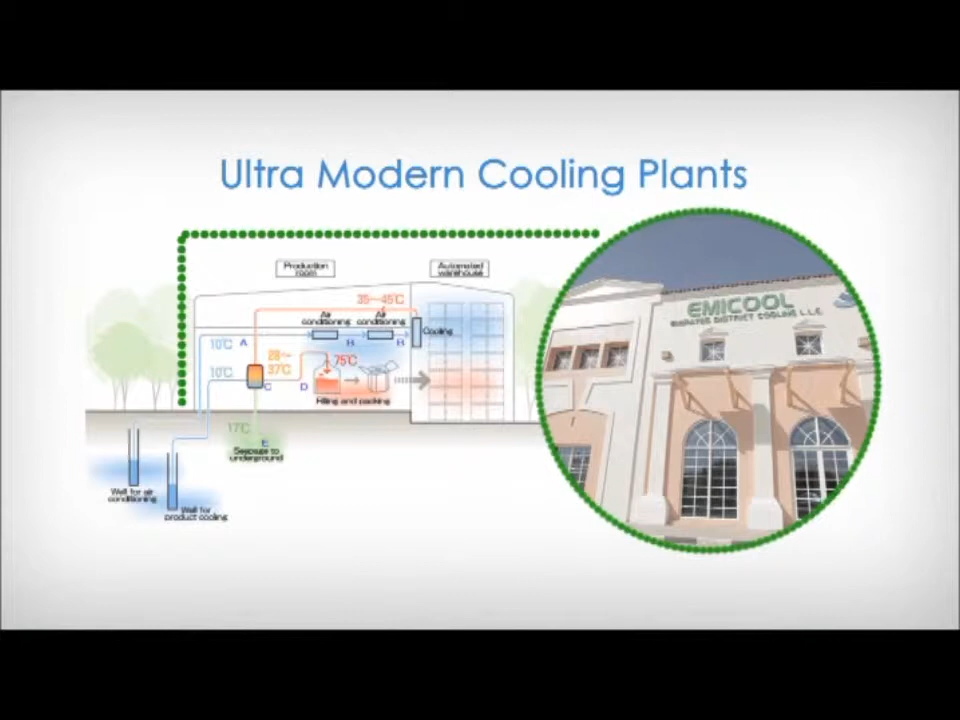 Ultra Modern Cooling Plants
Production
room
Automated
warehouse
35~45℃
Air
conditioning
Air
conditioning
Cooling
10℃ A
B
B
28~
37℃
75℃
10℃
C
D
Filling and packing
17℃
E
Seepage to
underground
Well for air
conditioning
Well for
product cooling
EMICOOL
EMIRATES DISTRICT COOLING L.L.C.